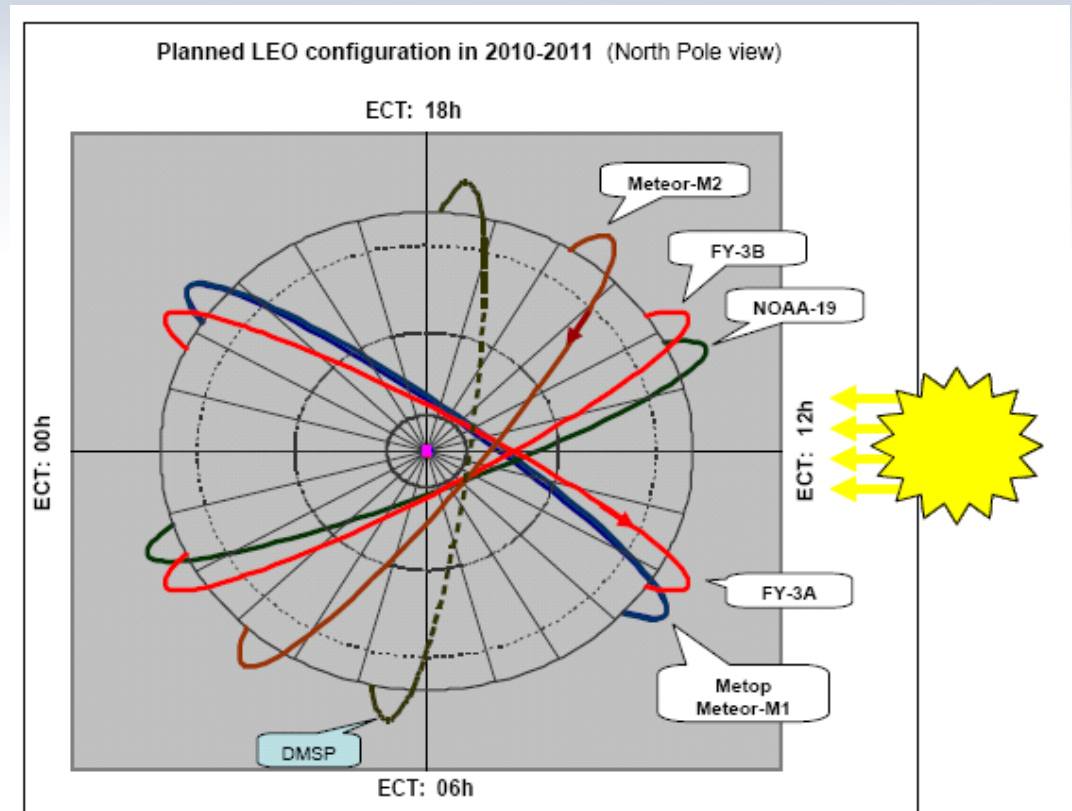 Planned LEO configuration in 2010-2011 (North Pole view)
ECT: 18h
Meteor-M2
FY-3B
NOAA-19
ECT: 00h
ECT: 12h
FY-3A
Metop
Meteor-M1
DMSP
ECT: 06h